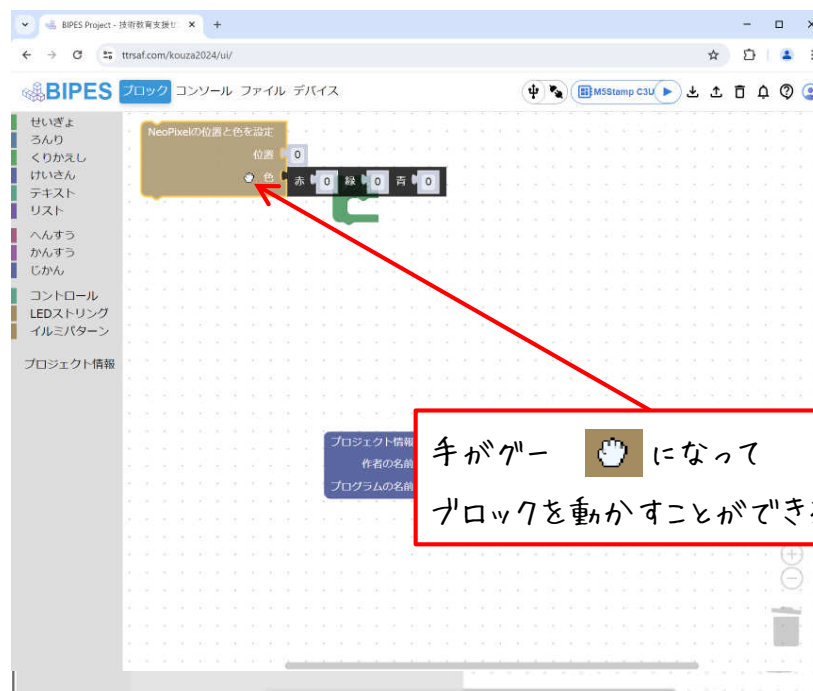 BIPES Project - 技術教育支援セ
ttrsaf.com/kouza2024/ui/
BIPES ブロック コンソール ファイル デバイス M5Stamp C3U
せいぎょ
ろんり
くりかえし
けいさん
テキスト
リスト
へんすう
かんすう
じかん
コントロール
LEDストリング
イルミパターン
プロジェクト情報
NeoPixelの位置と色を設定
位置 0
色 赤 0 緑 0 青 0
プロジェクト情報
作者の名前
プログラムの名前
手がグー になって
ブロックを動かすことができ